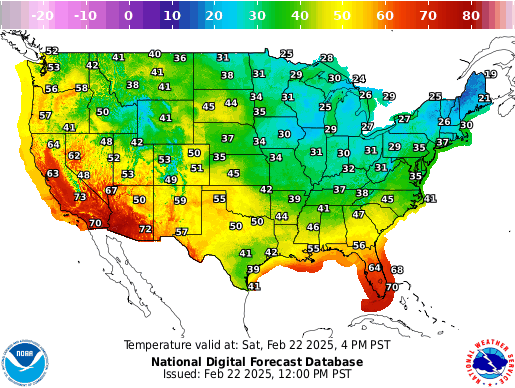 -20 -10 0 10 20 30 40 50 60 70 80
52 41 40 36 31 25 28
53 42 41 38 31 29 30 24 19
56 58 38 41 45 44 34 31 25 26 29 25 21
57 50 41 35 27 27 26 30
41 48 42 37 30 29 37
64 62 52 53 50 35 34 34 31 30 31 29 35
63 48 53 49 51 45 32 31 35
73 67 50 59 55 42 39 37 38 45 41
70 72 57 50 50 44 41 47
46
41 42 55 56
39 64 68
41 70
NOAA
NATIONAL WEATHER SERVICE
Temperature valid at: Sat, Feb 22 2025, 4 PM PST
National Digital Forecast Database
Issued: Feb 22 2025, 12:00 PM PST